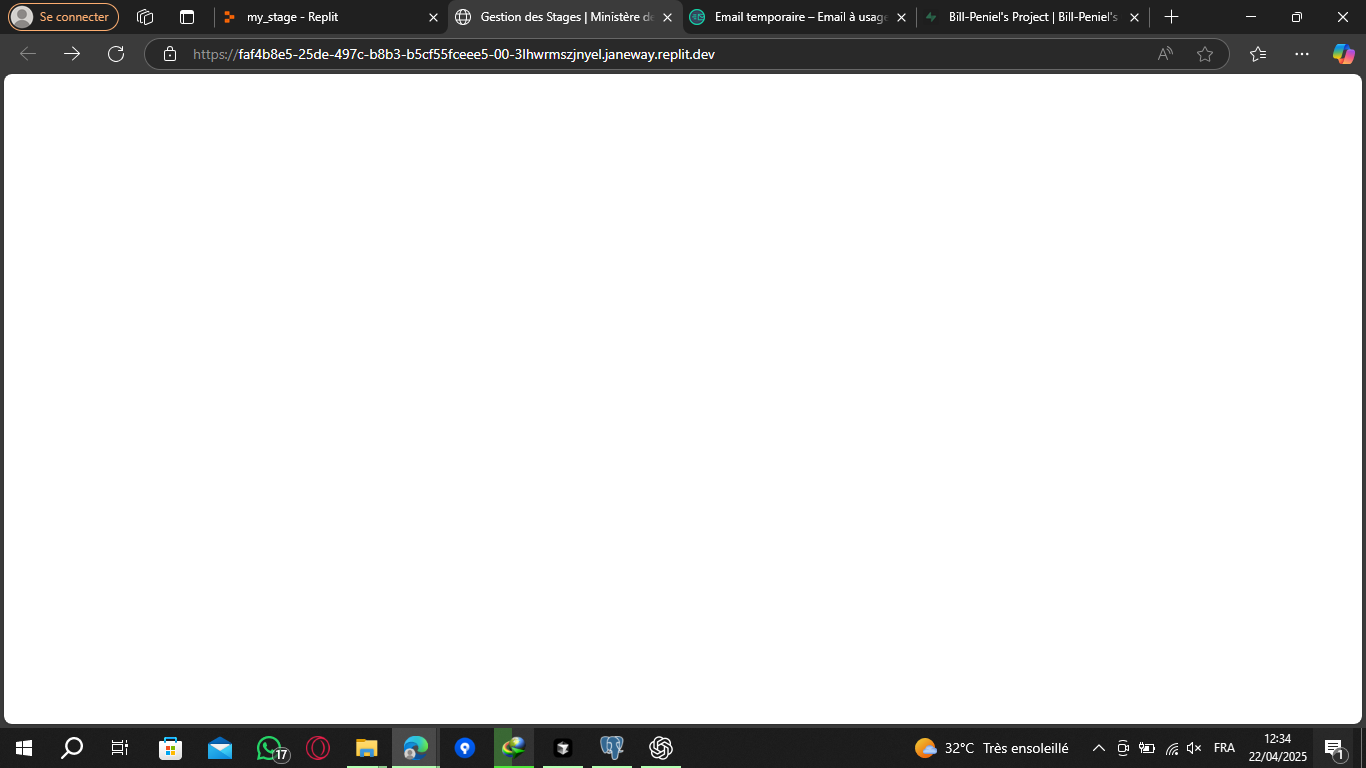 Se connecter
my_stage - Replit
Gestion des Stages | Ministère de
Email temporaire – Email à usage
Bill-Peniel's Project | Bill-Peniel's
https://faf4b8e5-25de-497c-b8b3-b5cf55fceee5-00-3lhwrmszjnyel.janeway.replit.dev
17
32°C Très ensoleillé
FRA
12:34
22/04/2025
1